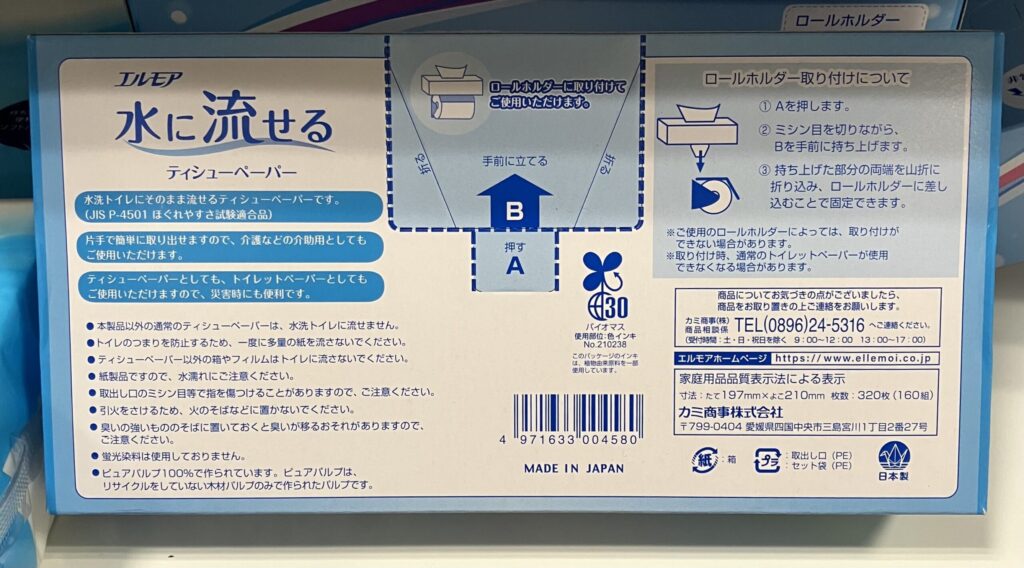 ロールホルダー
エルモア
水に流せる
ティシューペーパー
水洗トイレにそのまま流せるティシューペーパーです。
(JIS P-4501 ほぐれやすさ試験適合品)
片手で簡単に取り出せますので、介護などの介助用としても
ご使用いただけます。
ティシューペーパーとしても、トイレットペーパーとしても
ご使用いただけますので、災害時にも便利です。
●本製品以外の通常のティシューペーパーは、水洗トイレに流せません。
●トイレのつまりを防止するため、一度に多量の紙を流さないでください。
●ティシューペーパー以外の箱やフィルムはトイレに流さないでください。
●紙製品ですので、水濡れにご注意ください。
●取出し口のミシン目等で指を傷つけることがありますので、ご注意ください。
●引火をさけるため、火のそばなどに置かないでください。
●臭いの強いもののそばに置いておくと臭いが移るおそれがありますので、
ご注意ください。
●蛍光染料は使用しておりません。
●ピュアパルプ100%で作られています。ピュアパルプは、
リサイクルをしていない木材パルプのみで作られたパルプです。
ロールホルダーに取り付けて
ご使用いただけます。
折る
手前に立てる
折る
B
押す
A
30
バイオマス
使用部位:色インキ
No.210238
このパッケージのインキ
は、植物由来原料を一部
使用しています。
4 971633 004580
MADE IN JAPAN
ロールホルダー取り付けについて
① Aを押します。
② ミシン目を切りながら、
Bを手前に持ち上げます。
③ 持ち上げた部分の両端を山折に
折り込み、ロールホルダーに差し
込むことで固定できます。
※ご使用のロールホルダーによっては、取り付けが
できない場合があります。
※取り付け時、通常のトイレットペーパーが使用
できなくなる場合があります。
商品についてお気づきの点がございましたら、
商品をお取り置きの上ご連絡をお願いします。
カミ商事(株)
商品相談係 TEL(0896)24-5316 へご連絡ください。
(受付時間:土・日・祝日を除く 9:00〜12:00 13:00〜17:00)
エルモアホームページ https://www.ellemoi.co.jp
家庭用品品質表示法による表示
寸法:たて197mm×よこ210mm 枚数:320枚(160組)
カミ商事株式会社
〒799-0404 愛媛県四国中央市三島宮川1丁目2番27号
紙 :箱
プラ :取出し口(PE)
:セット袋(PE)
日本製